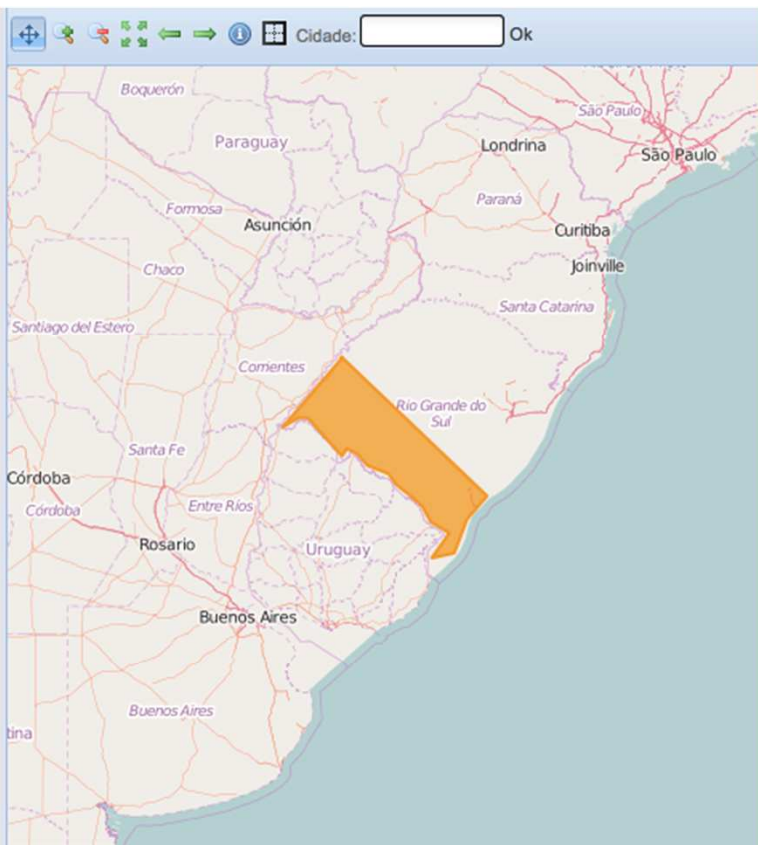 Cidade: Ok
Boquerón
São Paulo
Paraguay
Londrina
São Paulo
Paraná
Formosa
Asunción
Curitiba
Chaco
Joinville
Santa Catarina
Santiago del Estero
Corrientes
Rio Grande do
Sul
Santa Fe
Córdoba
Córdoba
Entre Ríos
Rosario
Uruguay
Buenos Aires
Buenos Aires
tina